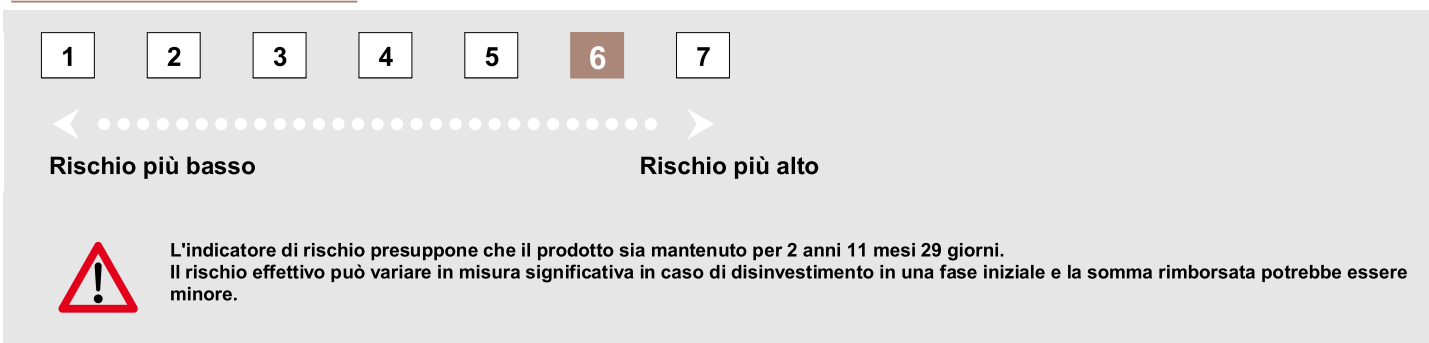 1 2 3 4 5 6 7
Rischio più basso Rischio più alto
L'indicatore di rischio presuppone che il prodotto sia mantenuto per 2 anni 11 mesi 29 giorni.
Il rischio effettivo può variare in misura significativa in caso di disinvestimento in una fase iniziale e la somma rimborsata potrebbe essere
minore.